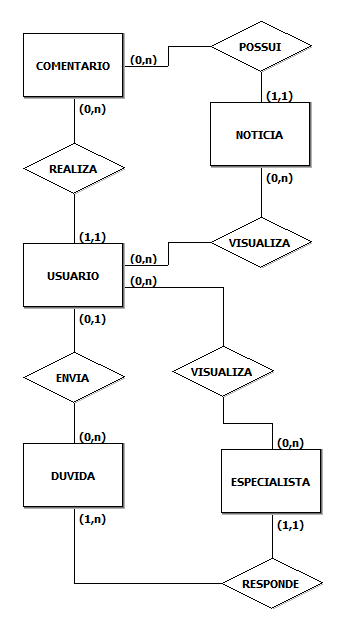 POSSUI
COMENTARIO
(0,n)
(0,n)
(1,1)
NOTICIA
REALIZA
(0,n)
(1,1)
VISUALIZA
USUARIO
(0,n)
(0,n)
(0,1)
ENVIA
VISUALIZA
(0,n)
(0,n)
DUVIDA
ESPECIALISTA
(1,n)
(1,1)
RESPONDE